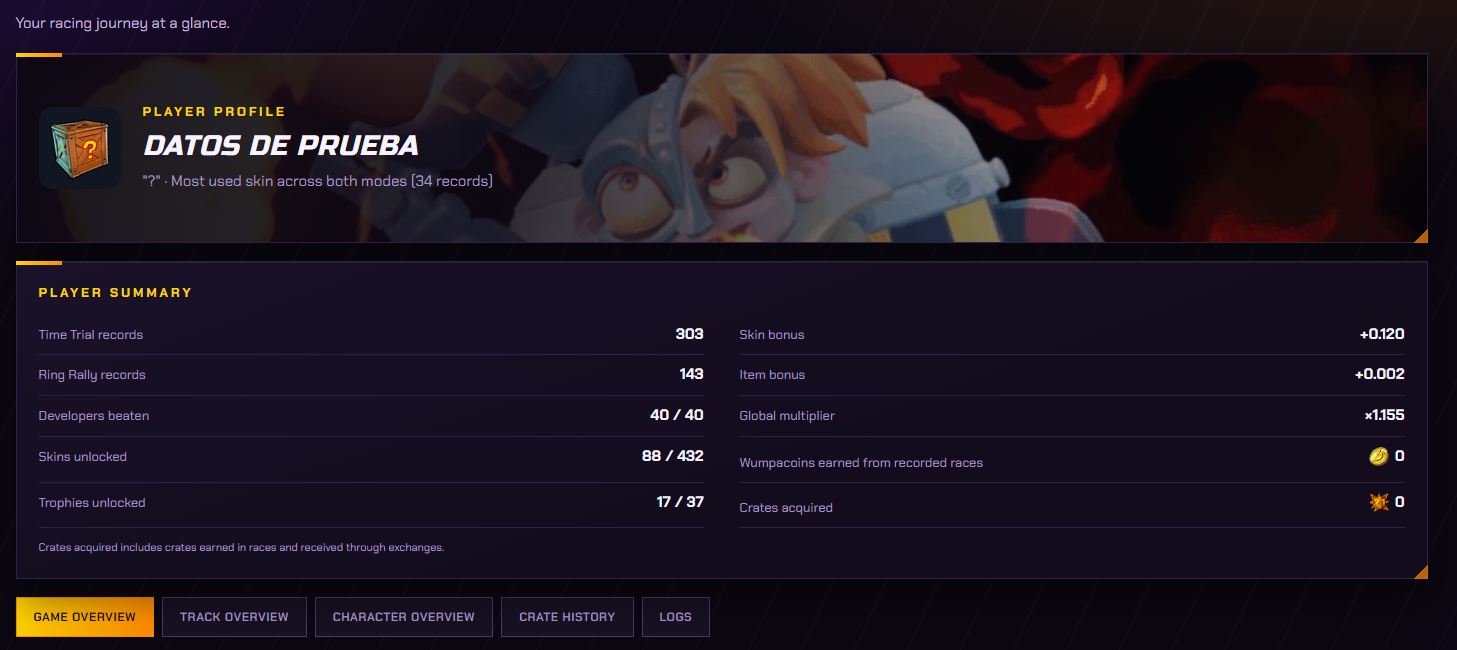 Your racing journey at a glance.
PLAYER PROFILE
DATOS DE PRUEBA
"?" · Most used skin across both modes (34 records)
?
PLAYER SUMMARY
Time Trial records 303
Skin bonus +0.120
Ring Rally records 143
Item bonus +0.002
Developers beaten 40 / 40
Global multiplier ×1.155
Skins unlocked 88 / 432
Wumpacoins earned from recorded races 0
Trophies unlocked 17 / 37
Crates acquired 0
Crates acquired includes crates earned in races and received through exchanges.
GAME OVERVIEW TRACK OVERVIEW CHARACTER OVERVIEW CRATE HISTORY LOGS